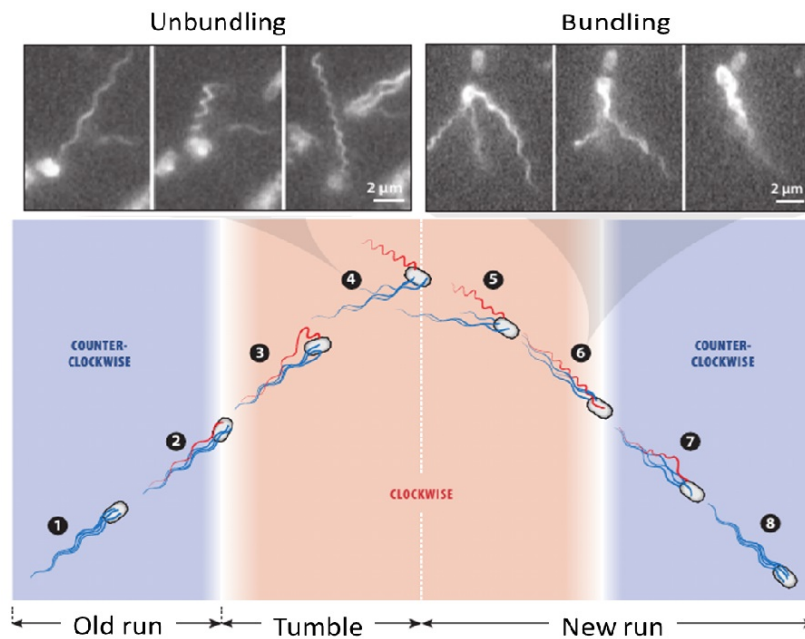 Unbundling
Bundling
2 µm
2 µm
4
5
COUNTER-
CLOCKWISE
3
6
COUNTER-
CLOCKWISE
2
7
CLOCKWISE
1
8
Old run
Tumble
New run